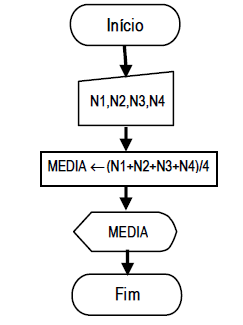 Início
N1,N2,N3,N4
MEDIA ← (N1+N2+N3+N4)/4
MEDIA
Fim